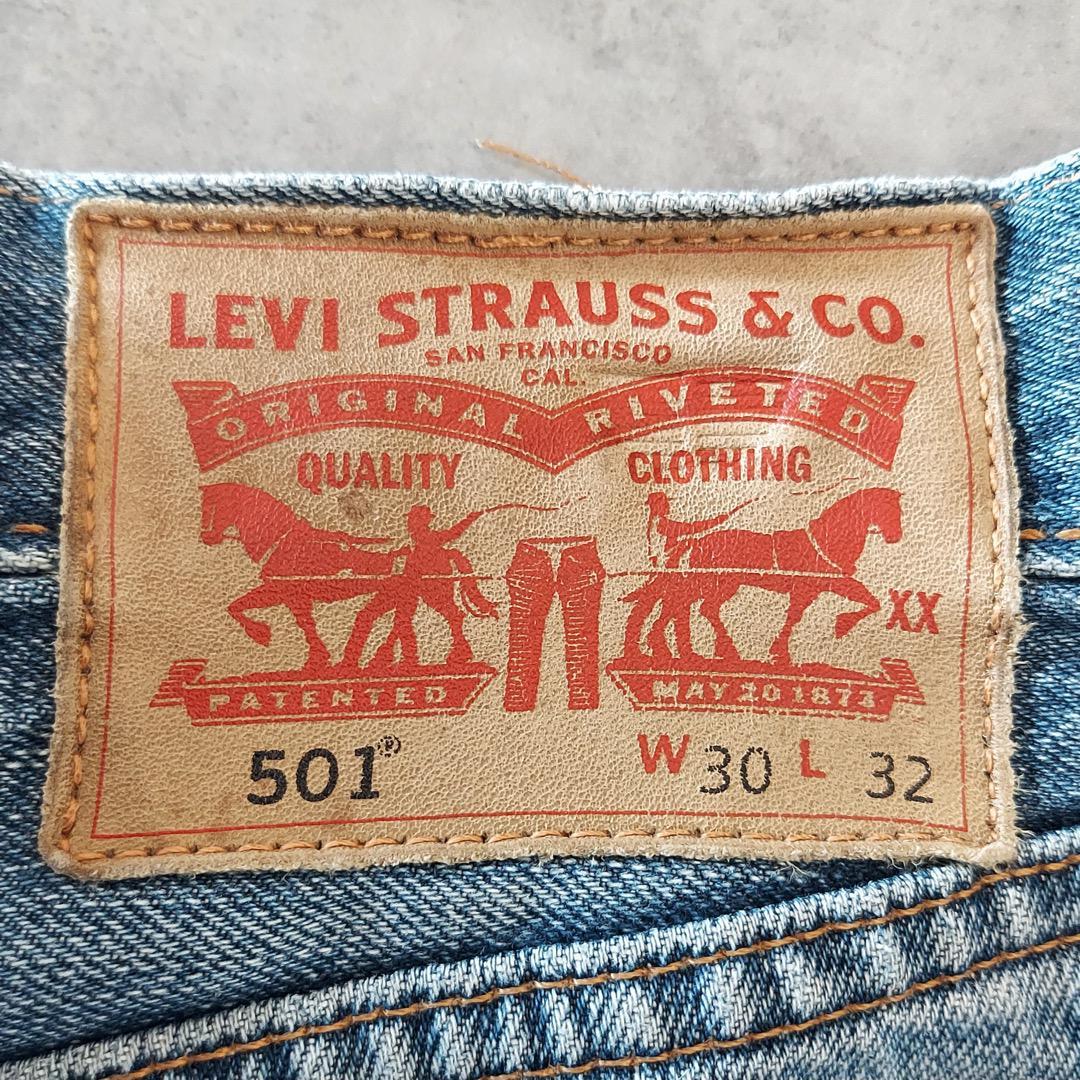 LEVI STRAUSS & CO.
SAN FRANCISCO
CAL.
ORIGINAL RIVETED
QUALITY CLOTHING
XX
PATENTED MAY 20 1873
501® W 30 L 32